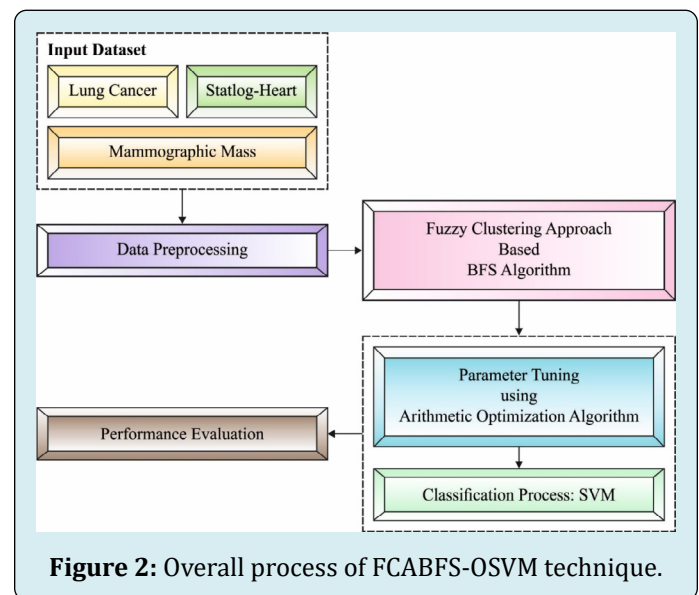 Input Dataset
Lung Cancer
Statlog-Heart
Mammographic Mass
Data Preprocessing
Fuzzy Clustering Approach
Based
BFS Algorithm
Parameter Tuning
using
Arithmetic Optimization Algorithm
Classification Process: SVM
Performance Evaluation
Figure 2: Overall process of FCABFS-OSVM technique.